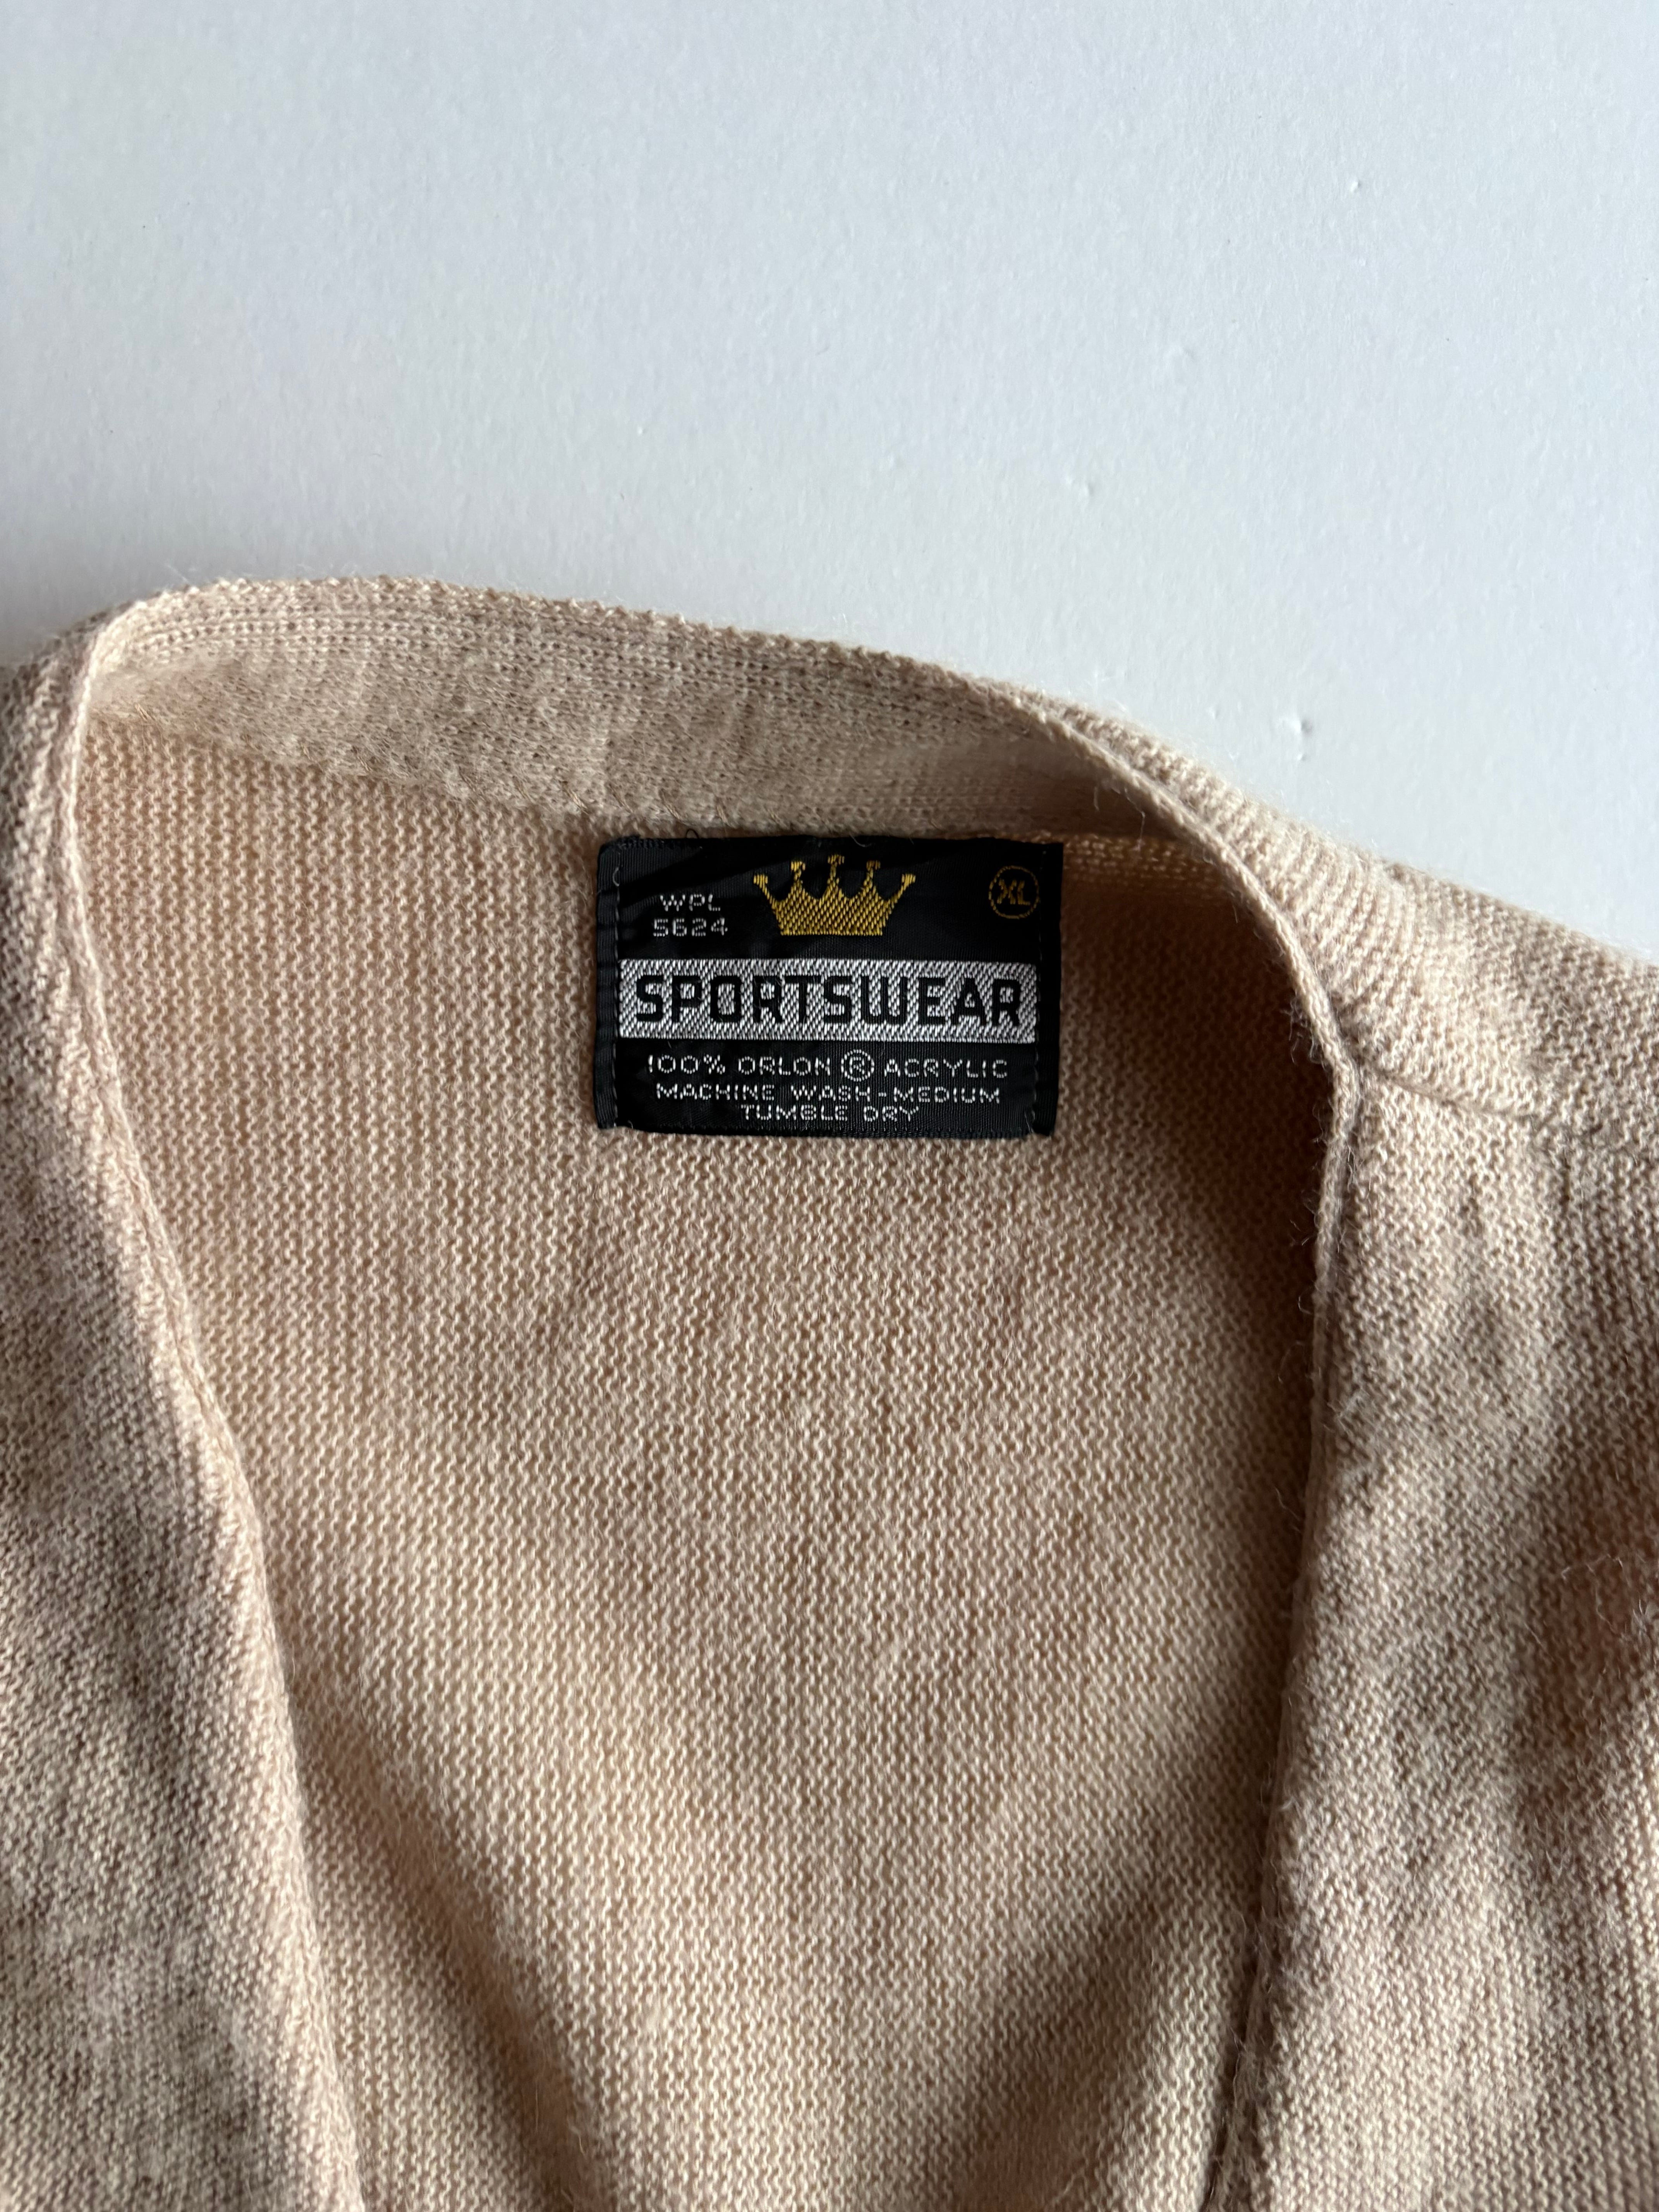 WPL
5624
XL
SPORTSWEAR
100% ORLON ® ACRYLIC
MACHINE WASH-MEDIUM
TUMBLE DRY